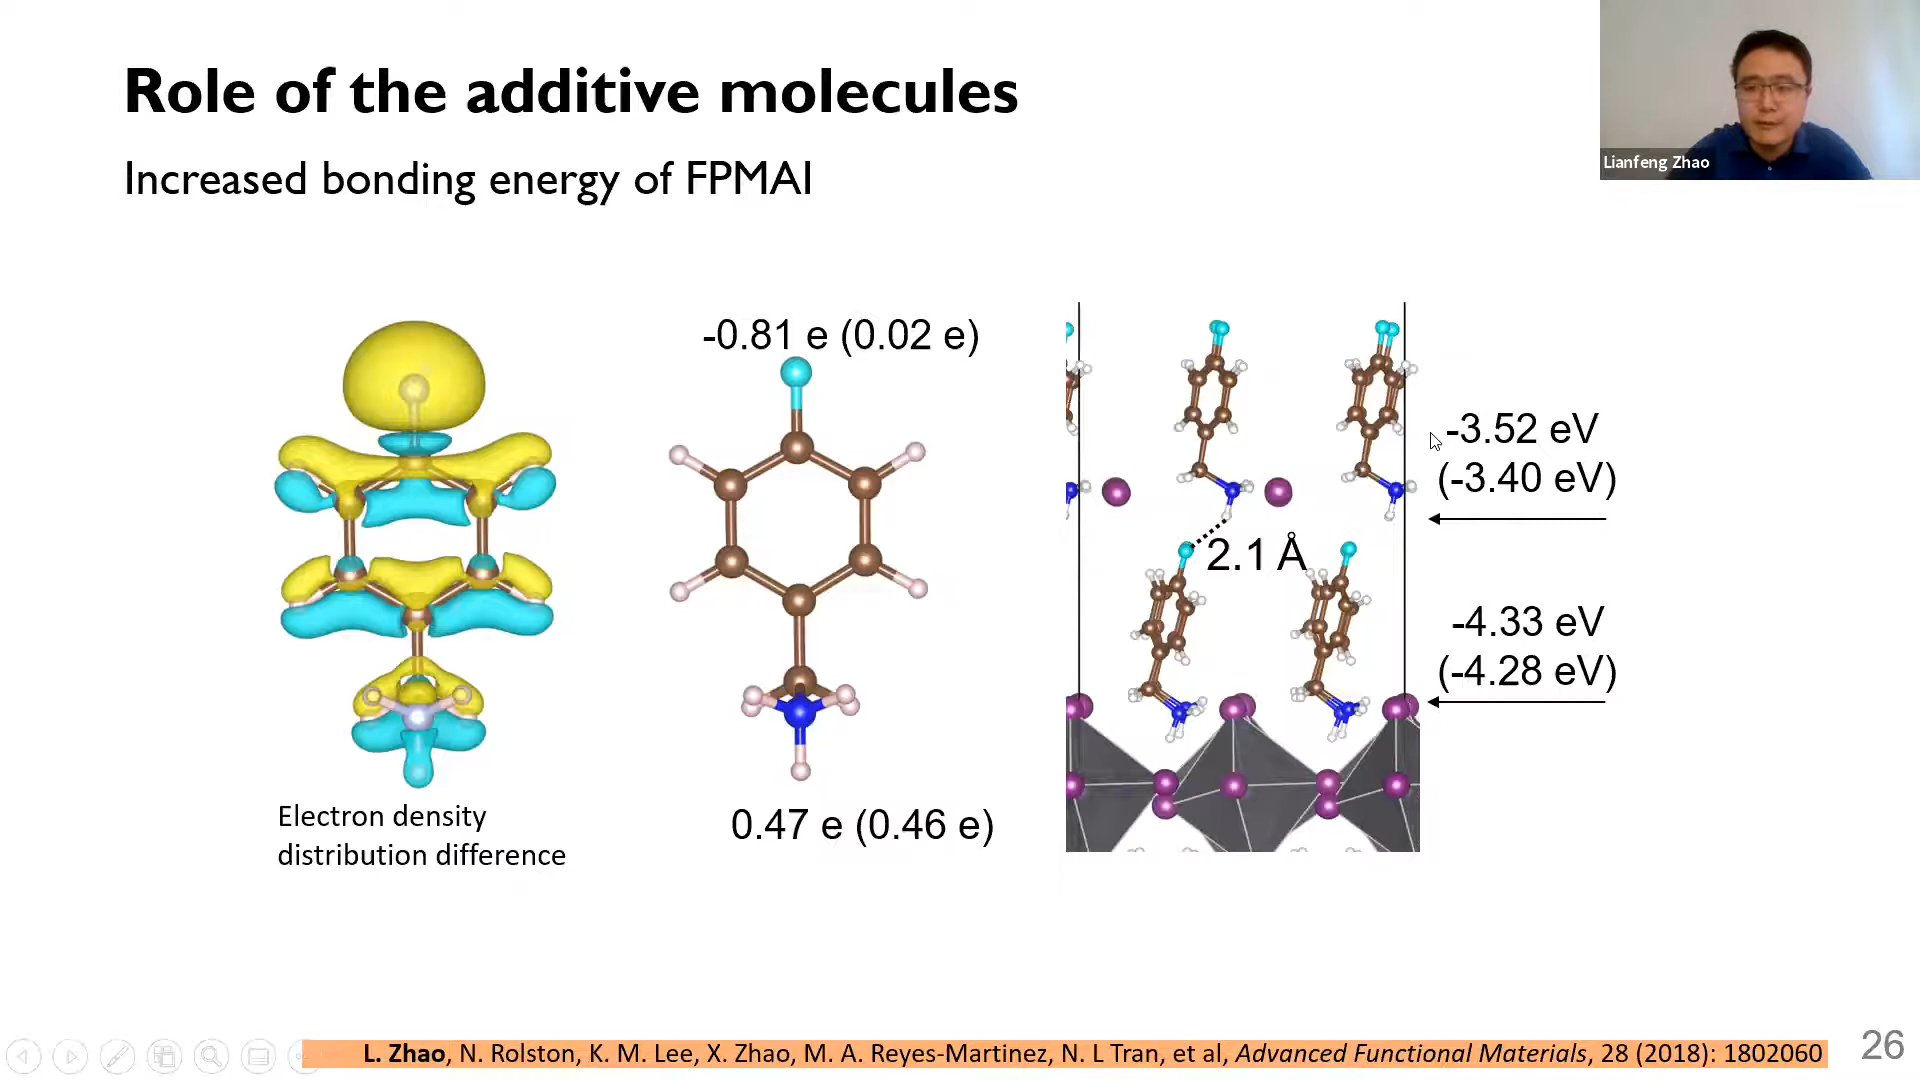 Role of the additive molecules
Increased bonding energy of FPMAI
Lianfeng Zhao
-0.81 e (0.02 e)
0.47 e (0.46 e)
Electron density
distribution difference
2.1 Å
-3.52 eV
(-3.40 eV)
-4.33 eV
(-4.28 eV)
L. Zhao, N. Rolston, K. M. Lee, X. Zhao, M. A. Reyes-Martinez, N. L Tran, et al, Advanced Functional Materials, 28 (2018): 1802060
26